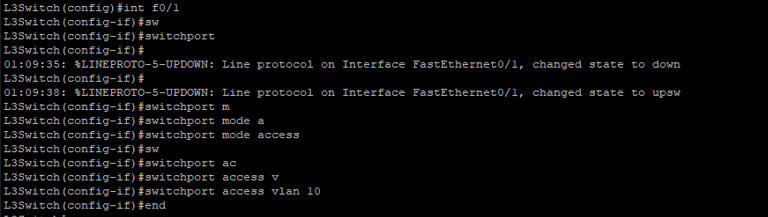 L3Switch(config)#int f0/1
L3Switch(config-if)#sw
L3Switch(config-if)#switchport
L3Switch(config-if)#
01:09:35: %LINEPROTO-5-UPDOWN: Line protocol on Interface FastEthernet0/1, changed state to down
L3Switch(config-if)#
01:09:38: %LINEPROTO-5-UPDOWN: Line protocol on Interface FastEthernet0/1, changed state to upsw
L3Switch(config-if)#switchport m
L3Switch(config-if)#switchport mode a
L3Switch(config-if)#switchport mode access
L3Switch(config-if)#sw
L3Switch(config-if)#switchport ac
L3Switch(config-if)#switchport access v
L3Switch(config-if)#switchport access vlan 10
L3Switch(config-if)#end